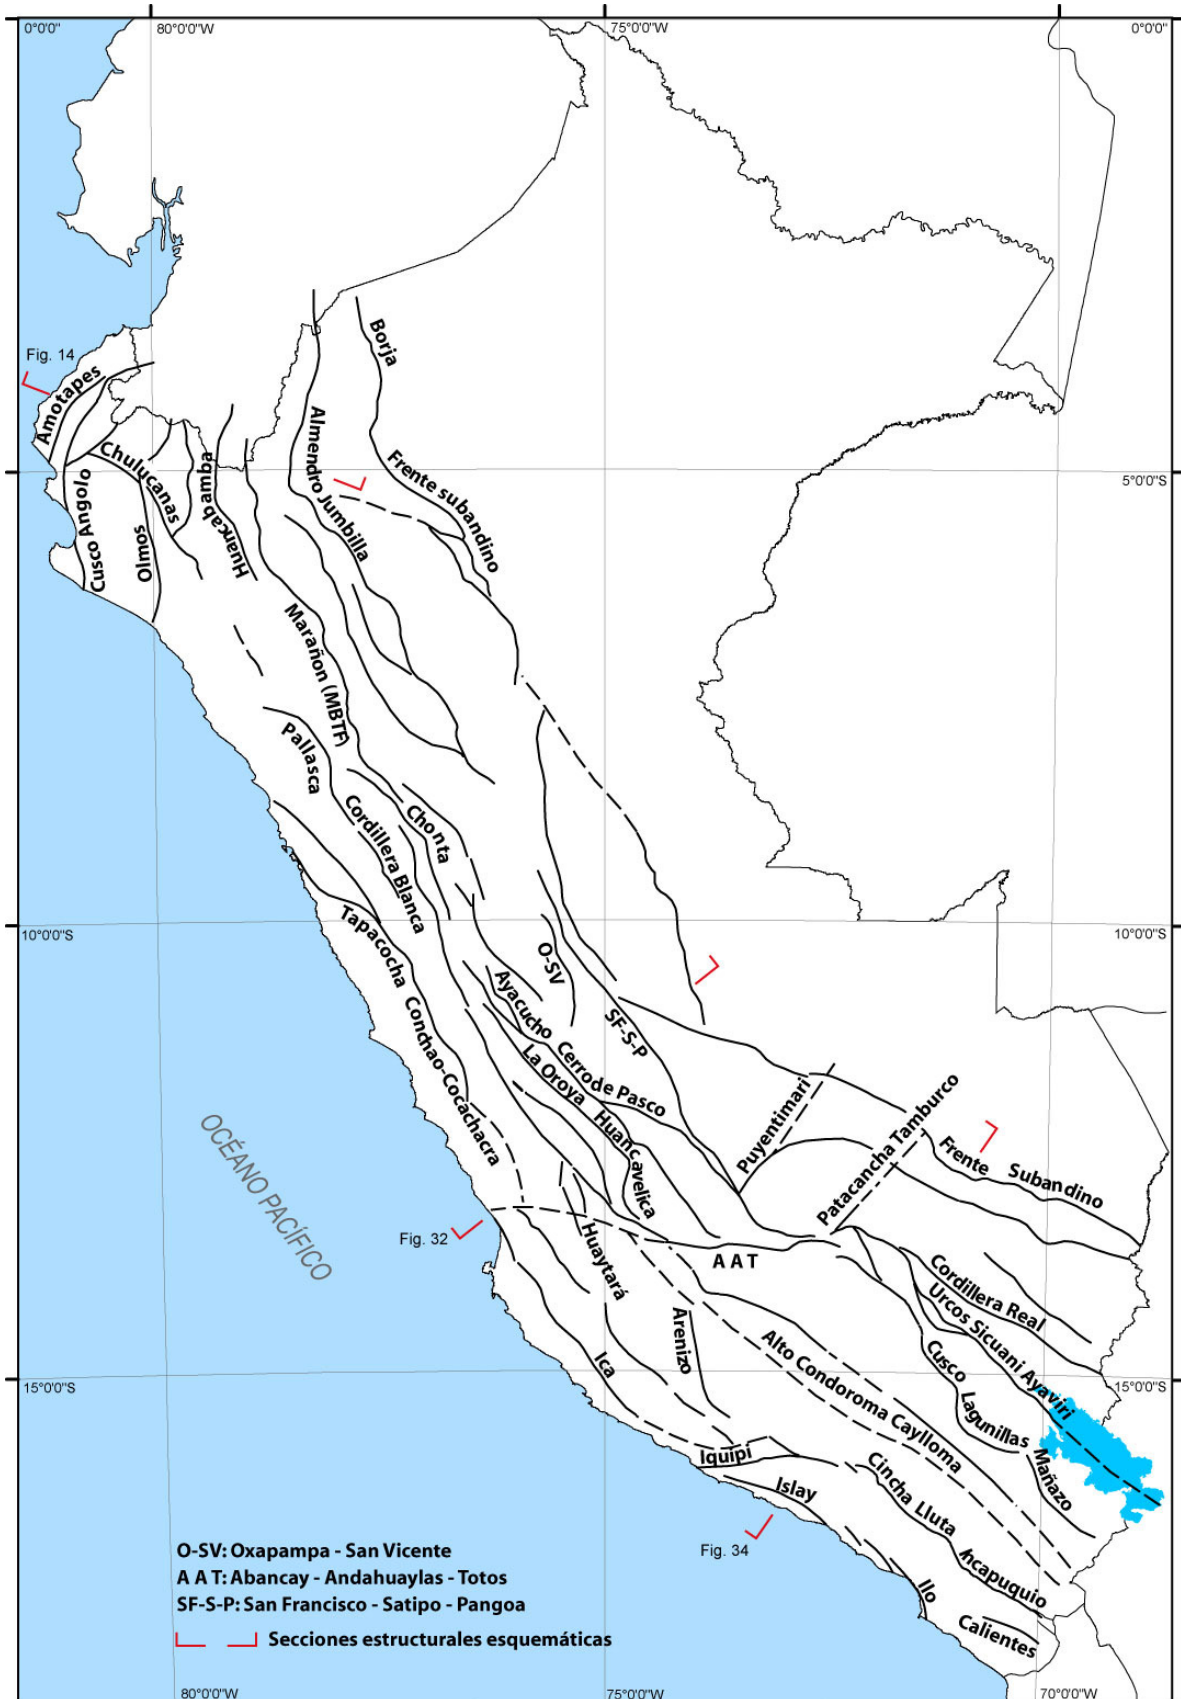 0°0'0"
80°0'0"W
75°0'0"W
0°0'0"
Fig. 14
Amotapes
Borja
Chulucanas
Huancabamba
Almendro Jumbilla
Frente subandino
5°0'0"S
Cusco Angolo
Olmos
Marañon (MBTF)
Pallasca
Cordillera Blanca
Chonta
10°0'0"S
10°0'0"S
Tapacocha
Conchao-Cocachacra
O-SV
Ayacucho
SF-S-P
La Oroya
Cerro de Pasco
Huancavelica
Puyentimari
Patacancha Tamburco
Frente Subandino
OCÉANO PACÍFICO
Fig. 32
Huaytará
A A T
Cordillera Real
Urcos Sicuani Ayaviri
Arenizo
Ica
Alto Condoroma Caylloma
Cusco
Lagunillas
Mañazo
15°0'0"S
15°0'0"S
Iquipi
Islay
Cincha Lluta
Incapuquio
Fig. 34
Ilo
Calientes
O-SV: Oxapampa - San Vicente
A A T: Abancay - Andahuaylas - Totos
SF-S-P: San Francisco - Satipo - Pangoa
Secciones estructurales esquemáticas
80°0'0"W
75°0'0"W
70°0'0"W